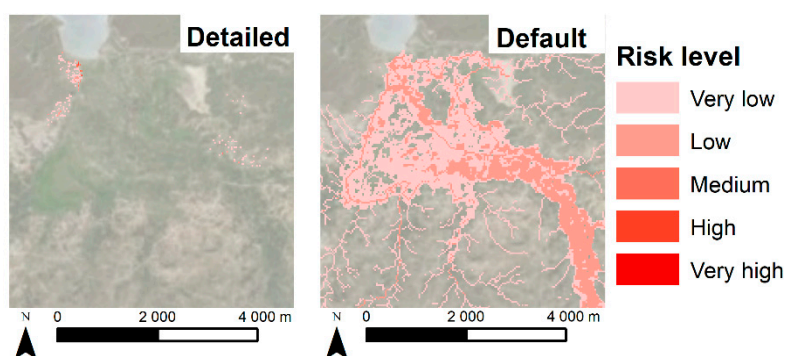 Detailed
Default
Risk level
Very low
Low
Medium
High
Very high
N
0 2 000 4 000 m
N
0 2 000 4 000 m